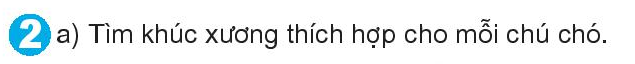 2 a) Tìm khúc xương thích hợp cho mỗi chú chó.